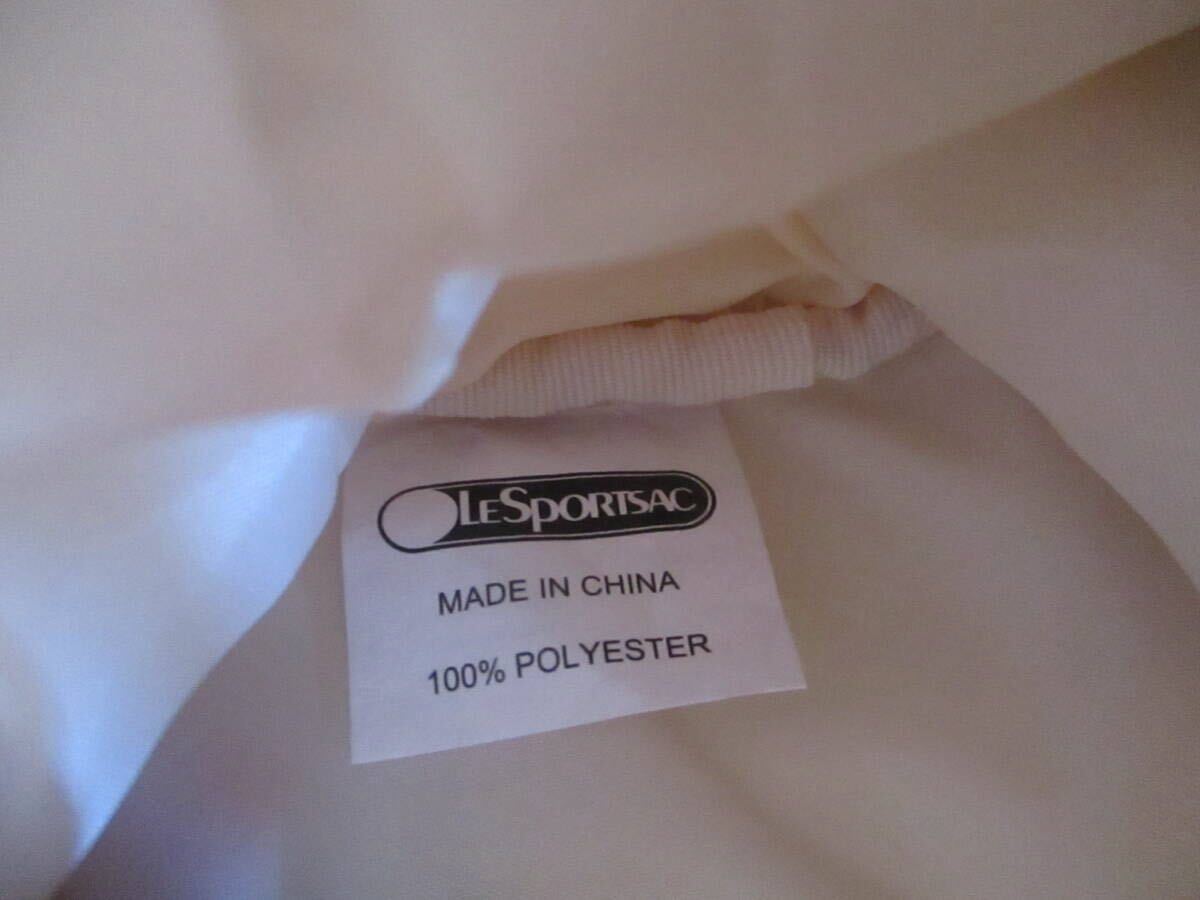 LESPORTSAC
MADE IN CHINA
100% POLYESTER